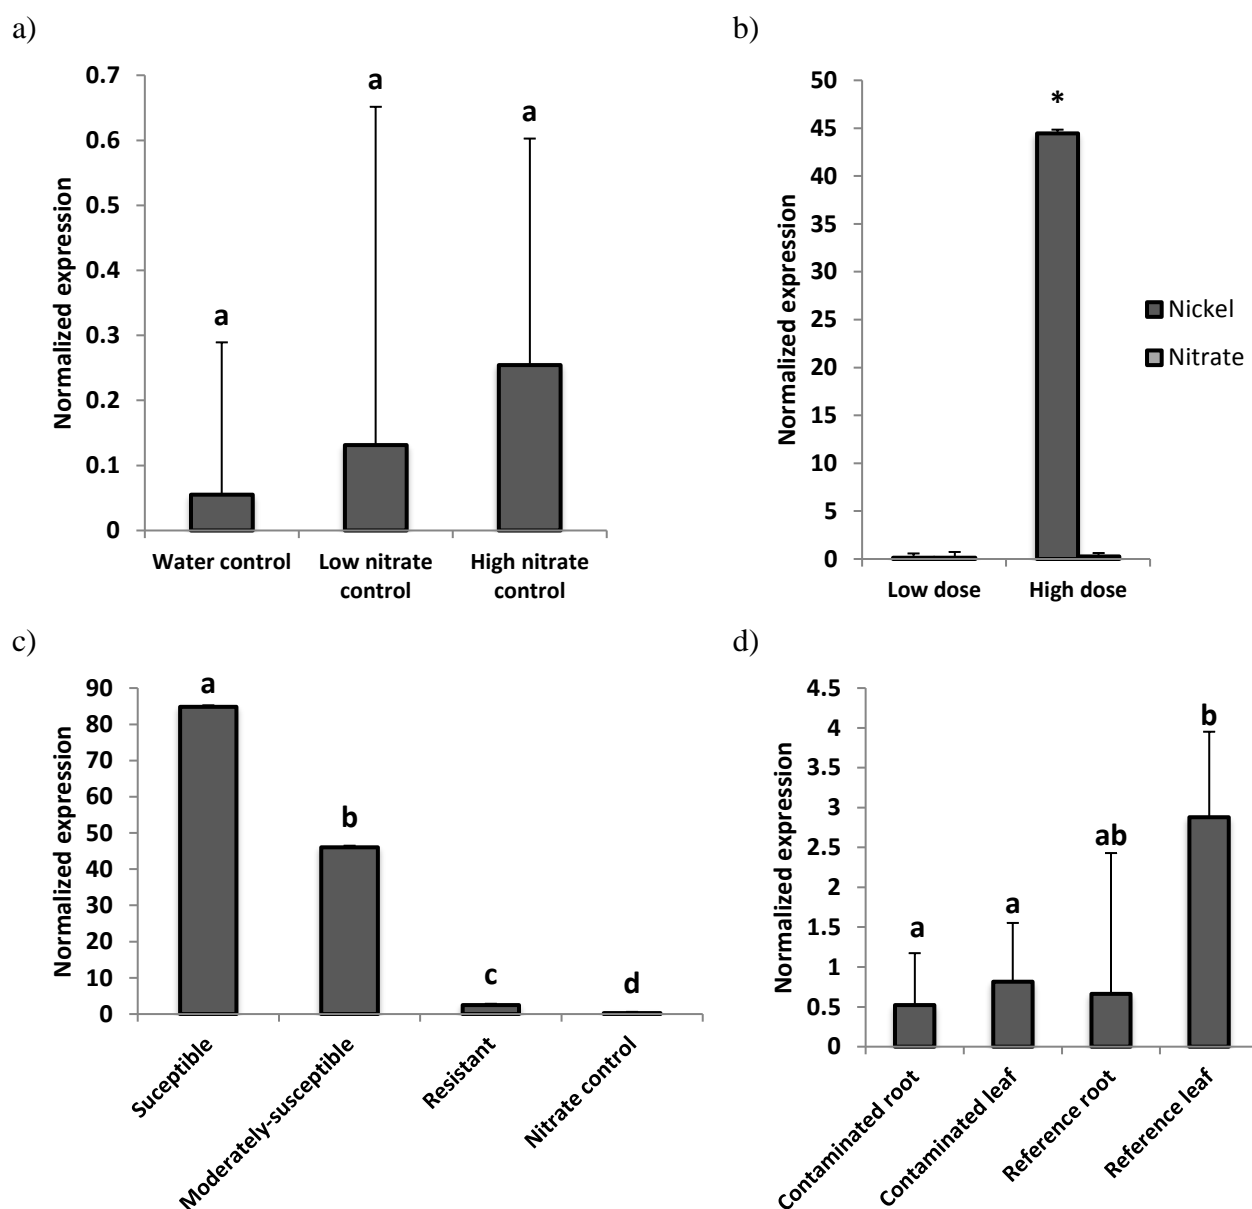 a)
0.7
0.6
0.5
0.4
0.3
0.2
0.1
0
Normalized expression
a
a
a
Water control
Low nitrate
control
High nitrate
control
b)
50
45
40
35
30
25
20
15
10
5
0
Normalized expression
*
Low dose
High dose
Nickel
Nitrate
c)
90
80
70
60
50
40
30
20
10
0
Normalized expression
a
b
c
d
Suceptible
Moderately-susceptible
Resistant
Nitrate control
d)
4.5
4
3.5
3
2.5
2
1.5
1
0.5
0
Normalized expression
a
a
ab
b
Contaminated root
Contaminated leaf
Reference root
Reference leaf